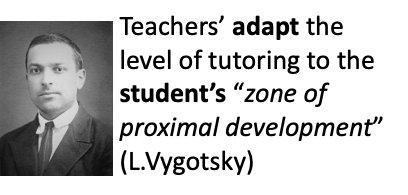 Teachers’ adapt the
level of tutoring to the
student’s “zone of
proximal development”
(L.Vygotsky)